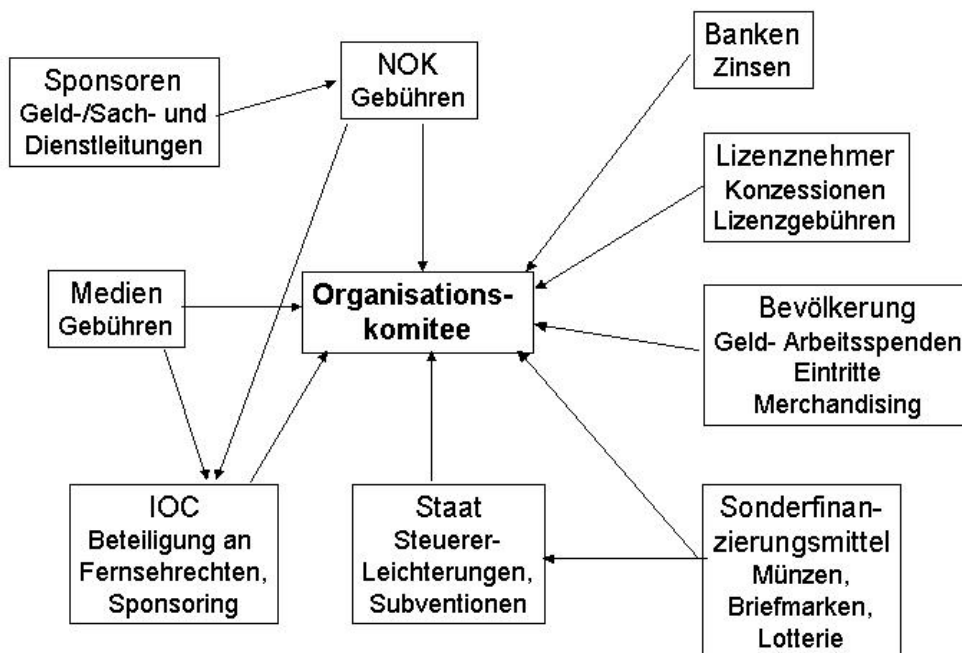 Sponsoren
Geld-/Sach- und
Dienstleitungen
NOK
Gebühren
Banken
Zinsen
Lizenznehmer
Konzessionen
Lizenzgebühren
Medien
Gebühren
Organisations-
komitee
Bevölkerung
Geld- Arbeitsspenden
Eintritte
Merchandising
IOC
Beteiligung an
Fernsehrechten,
Sponsoring
Staat
Steuerer-
Leichterungen,
Subventionen
Sonderfinan-
zierungsmittel
Münzen,
Briefmarken,
Lotterie